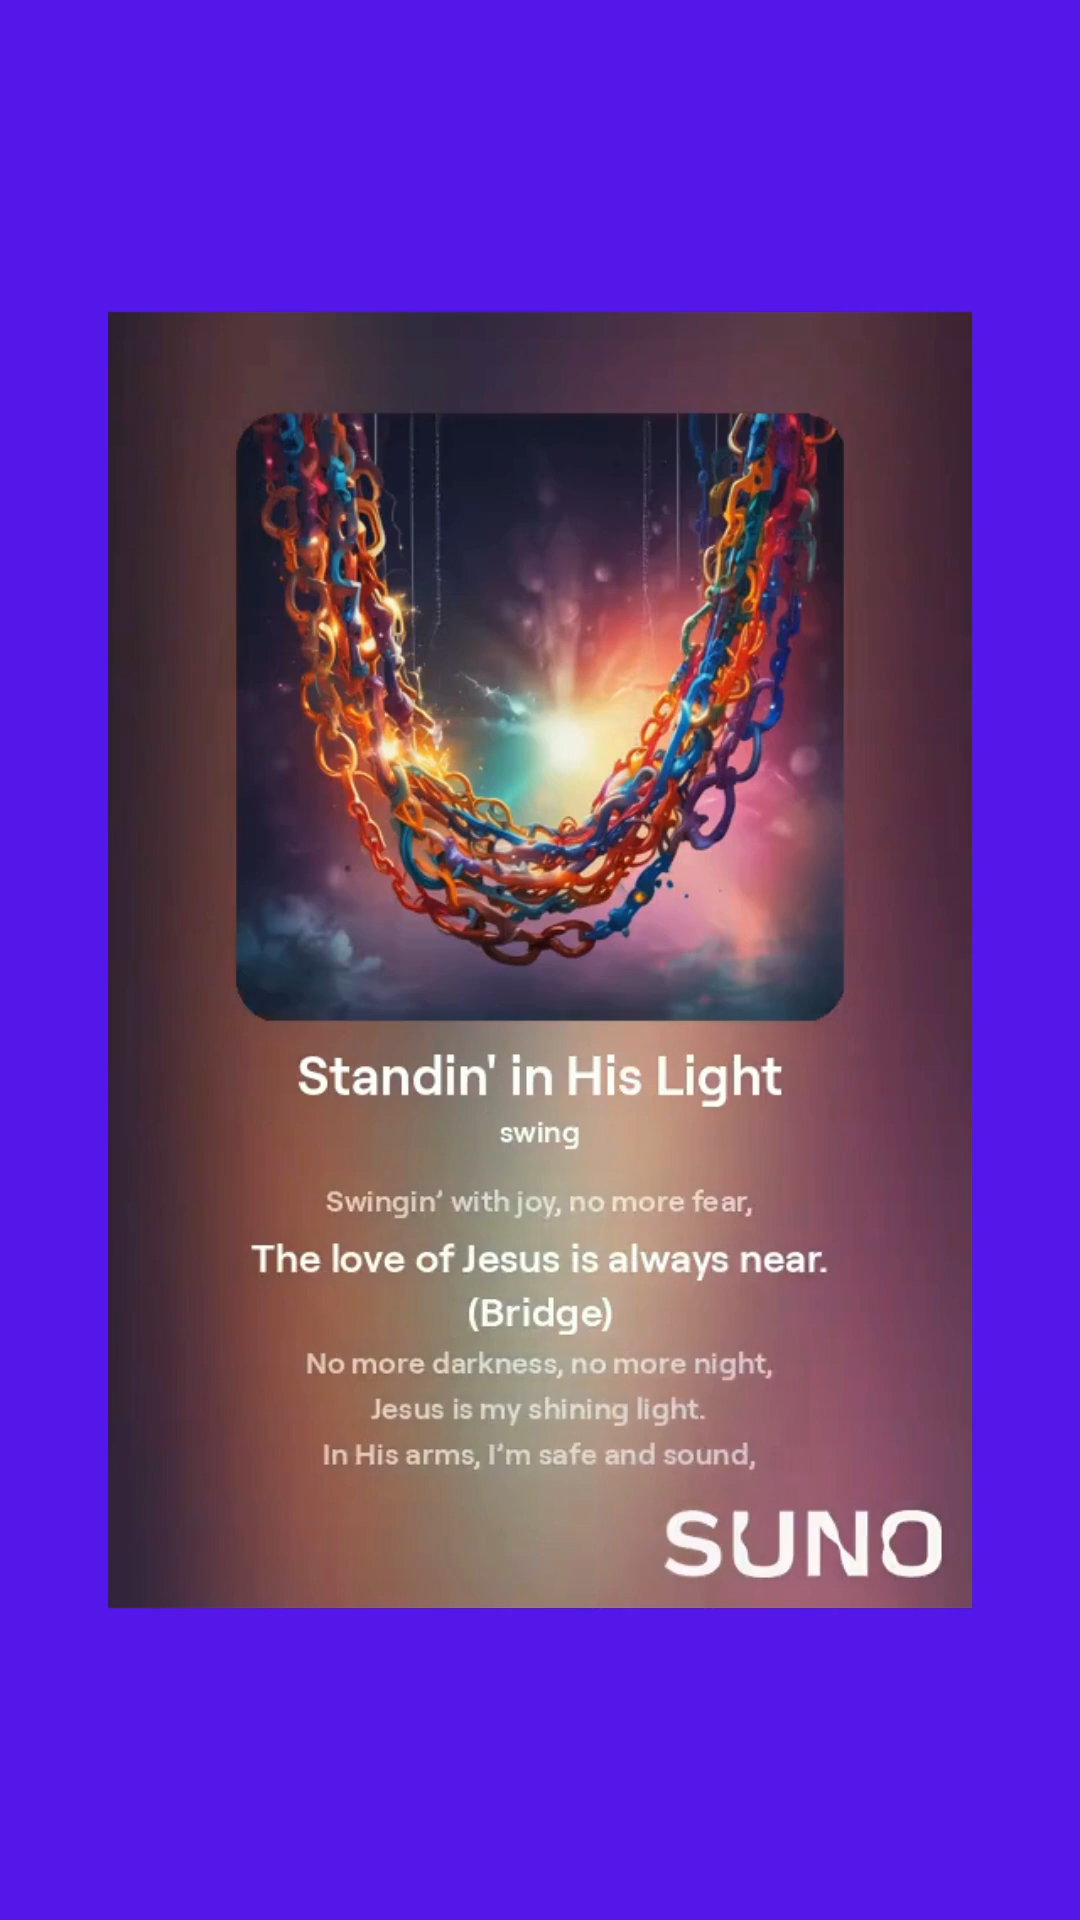 Standin' in His Light
swing
Swingin’ with joy, no more fear,
The love of Jesus is always near.
(Bridge)
No more darkness, no more night,
Jesus is my shining light.
In His arms, I’m safe and sound,
SUNO